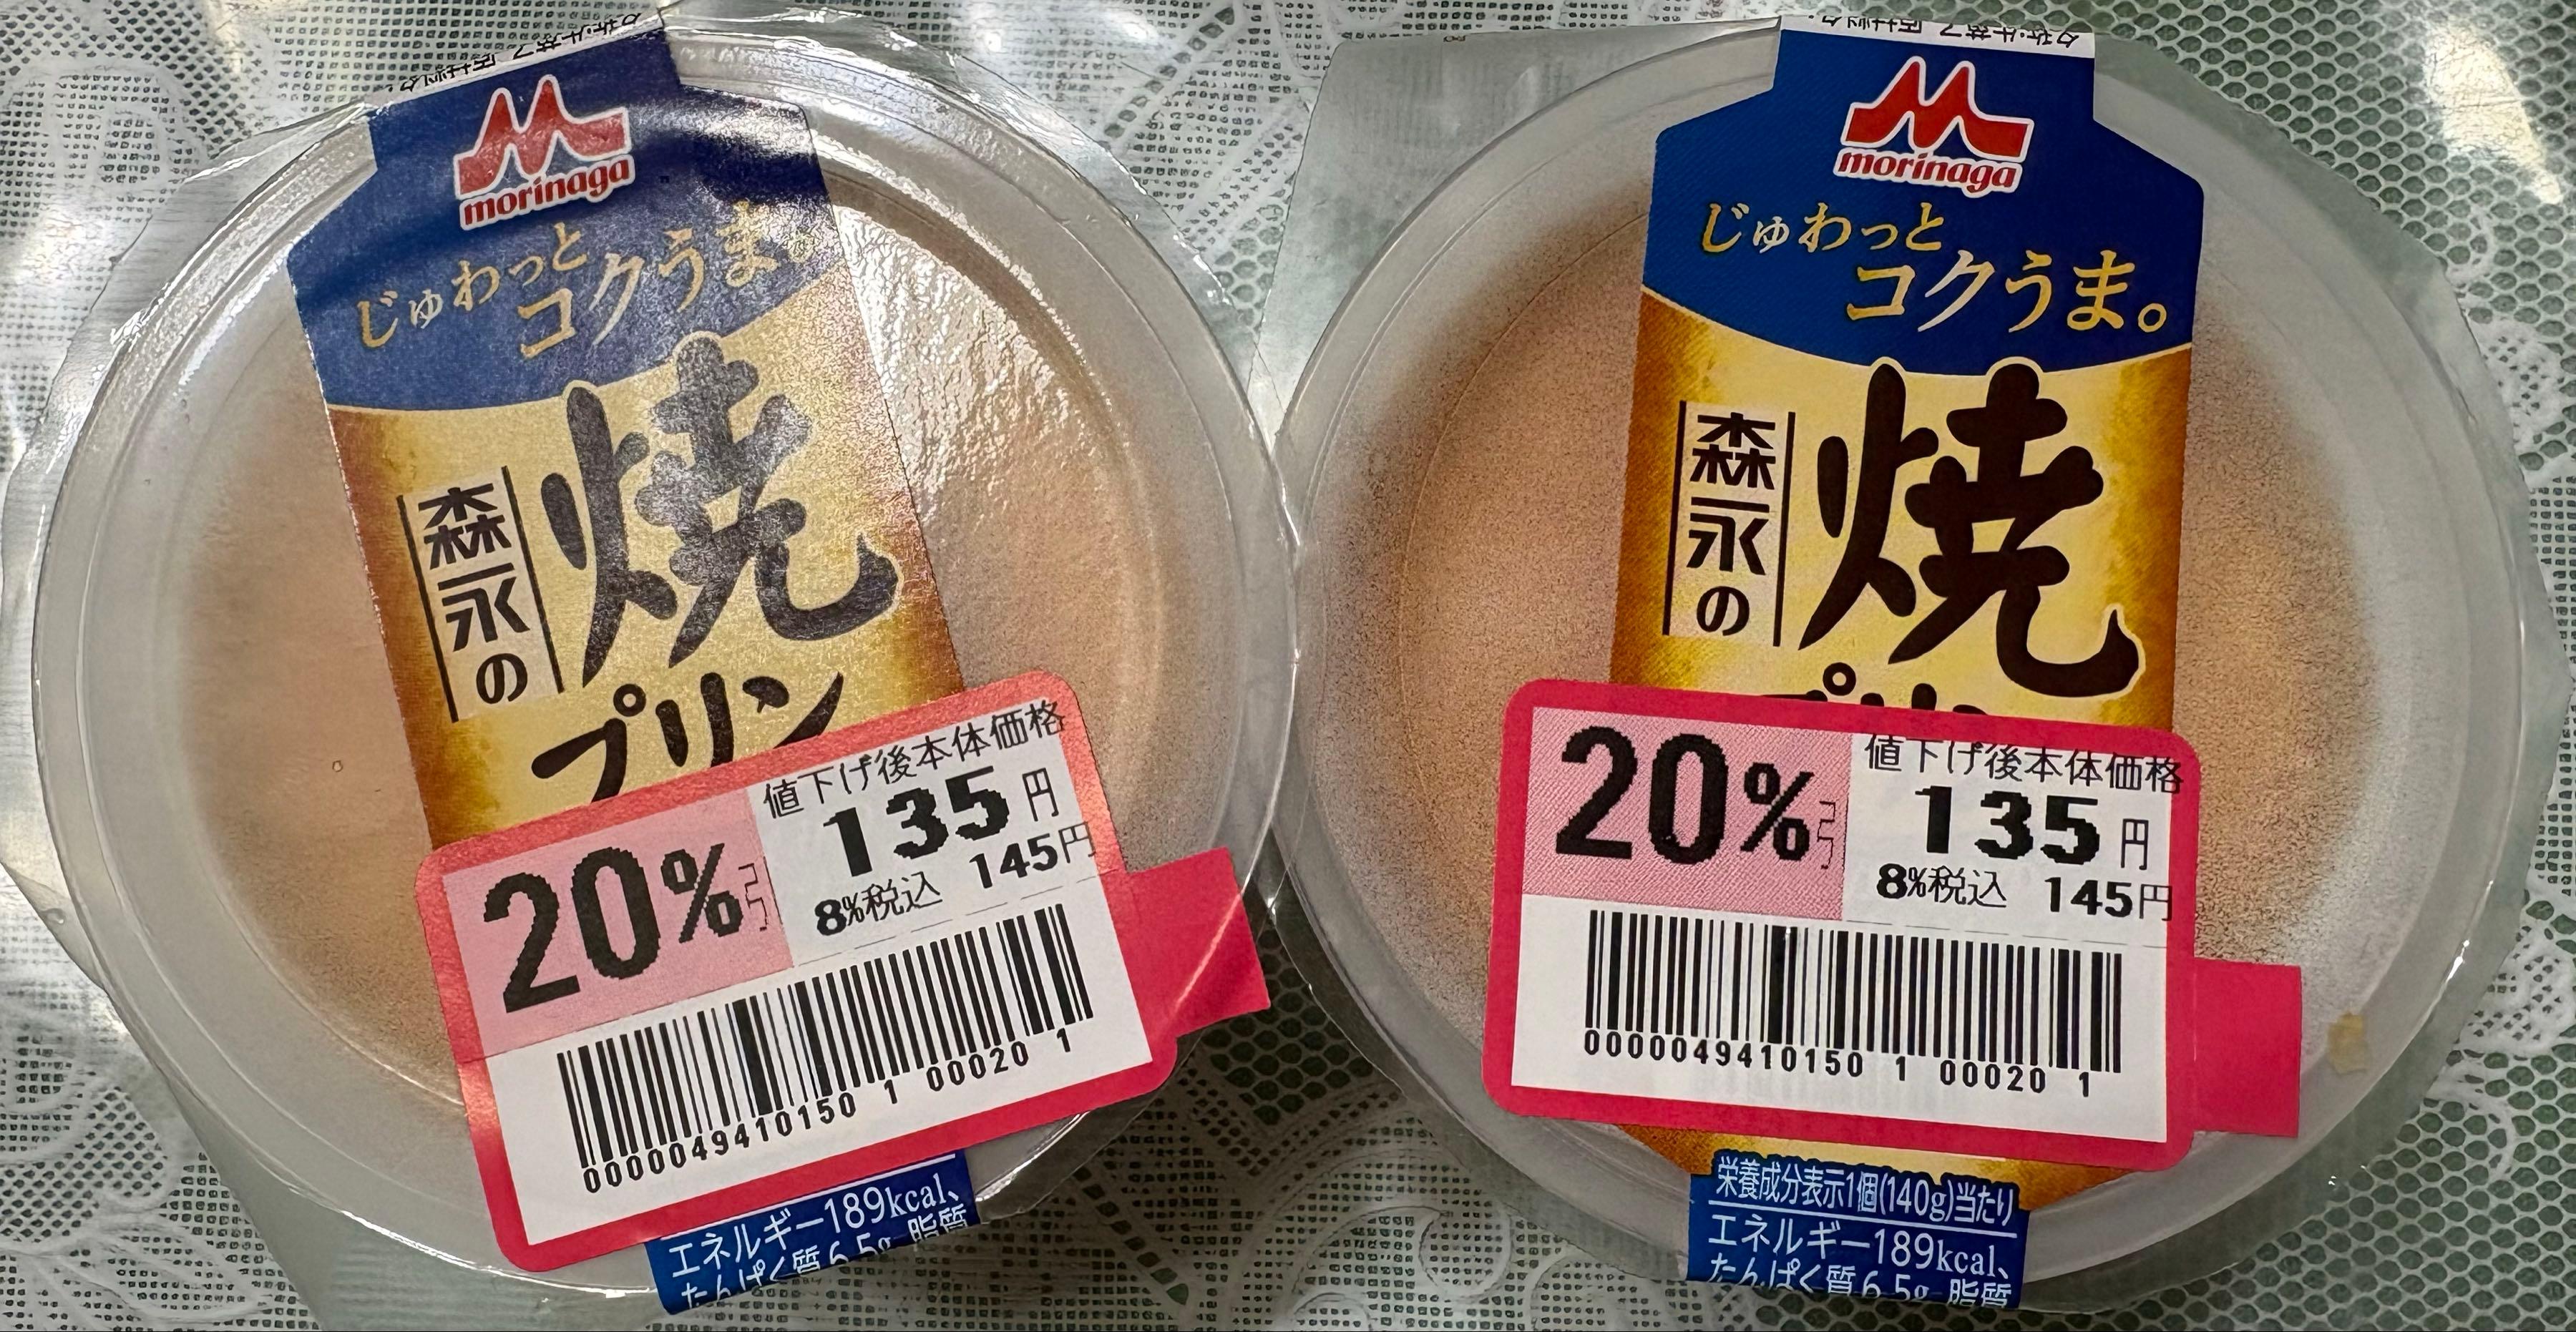 morinaga
じゅわっと
コクうま。
森永の
焼
プリン
20%引
値下げ後本体価格
135円
8%税込 145円
0000049410150 1 00020 1
エネルギー189kcal、
たんぱく質6.5g 脂質
morinaga
じゅわっと
コクうま。
森永の
焼
20%引
値下げ後本体価格
135円
8%税込 145円
0000049410150 1 00020 1
栄養成分表示1個(140g)当たり
エネルギー189kcal、
たんぱく質6.5g 脂質